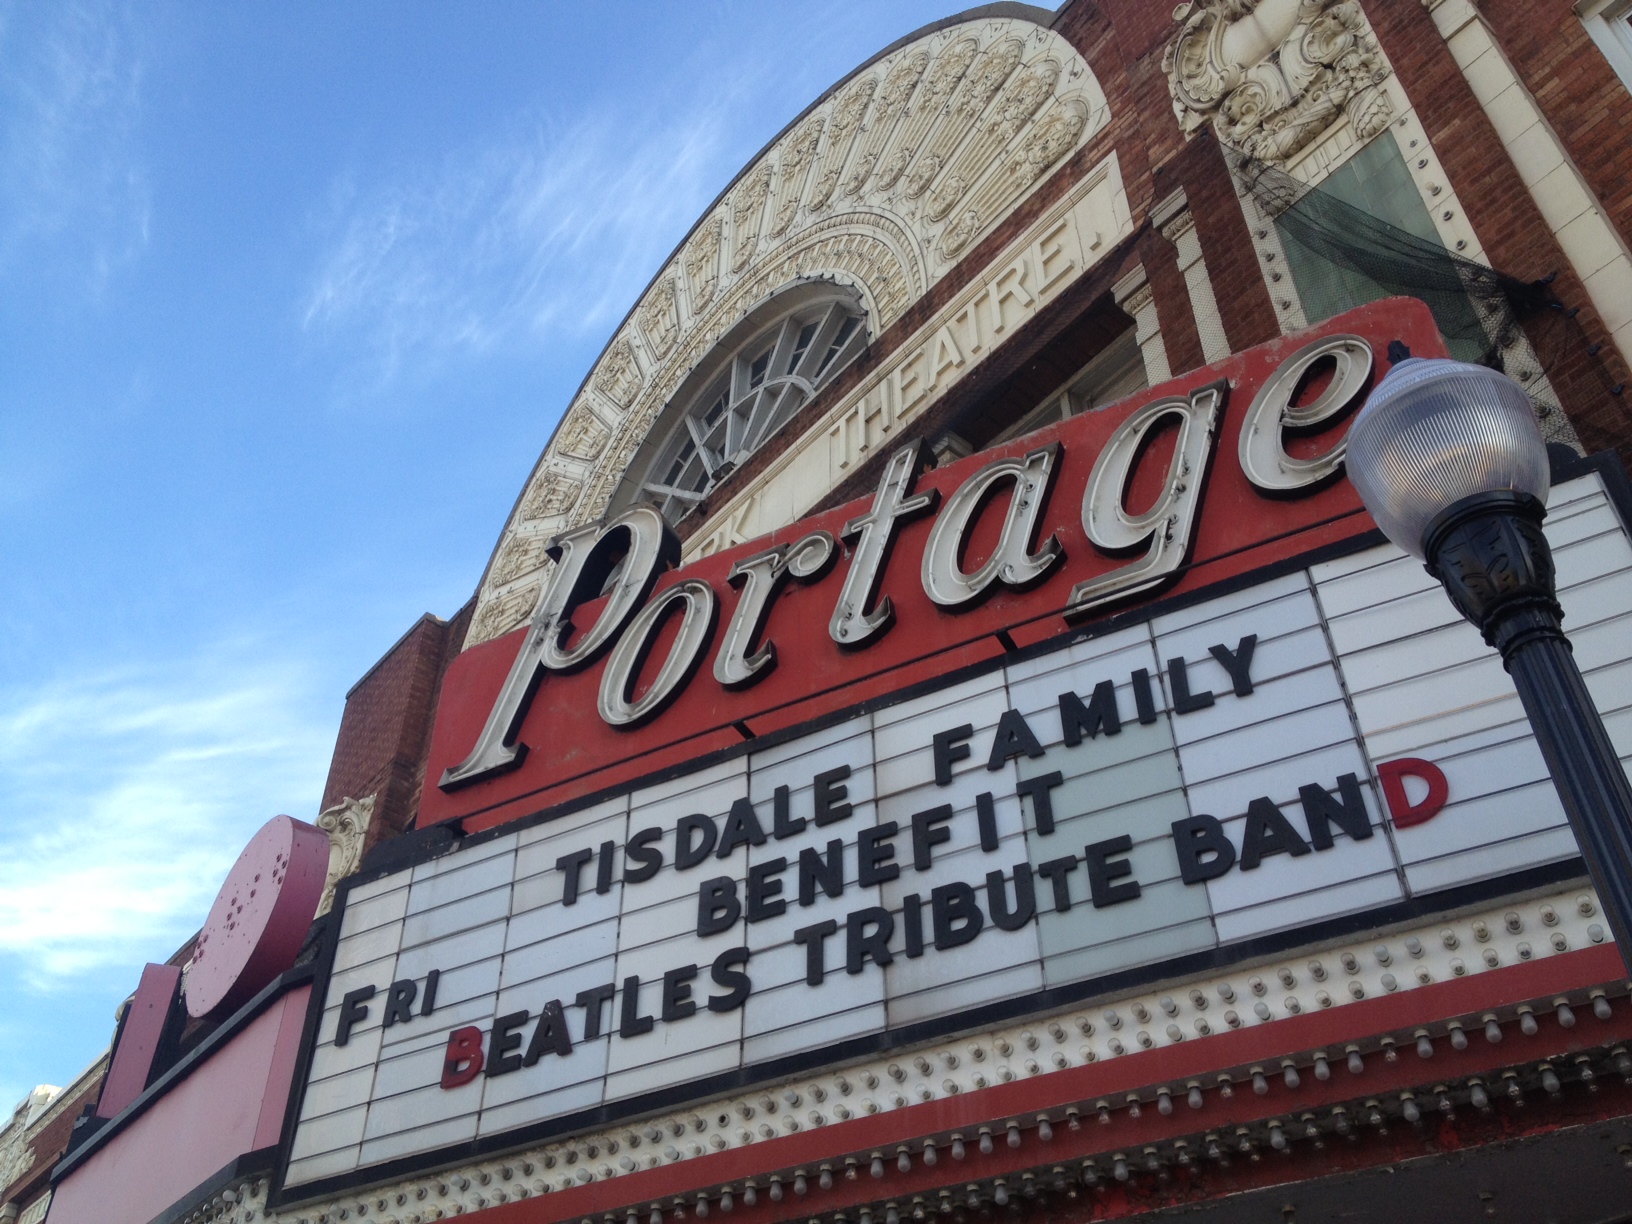 THEATRE.
Portage
TISDALE FAMILY
BENEFIT
FRI
BEATLES TRIBUTE BAND